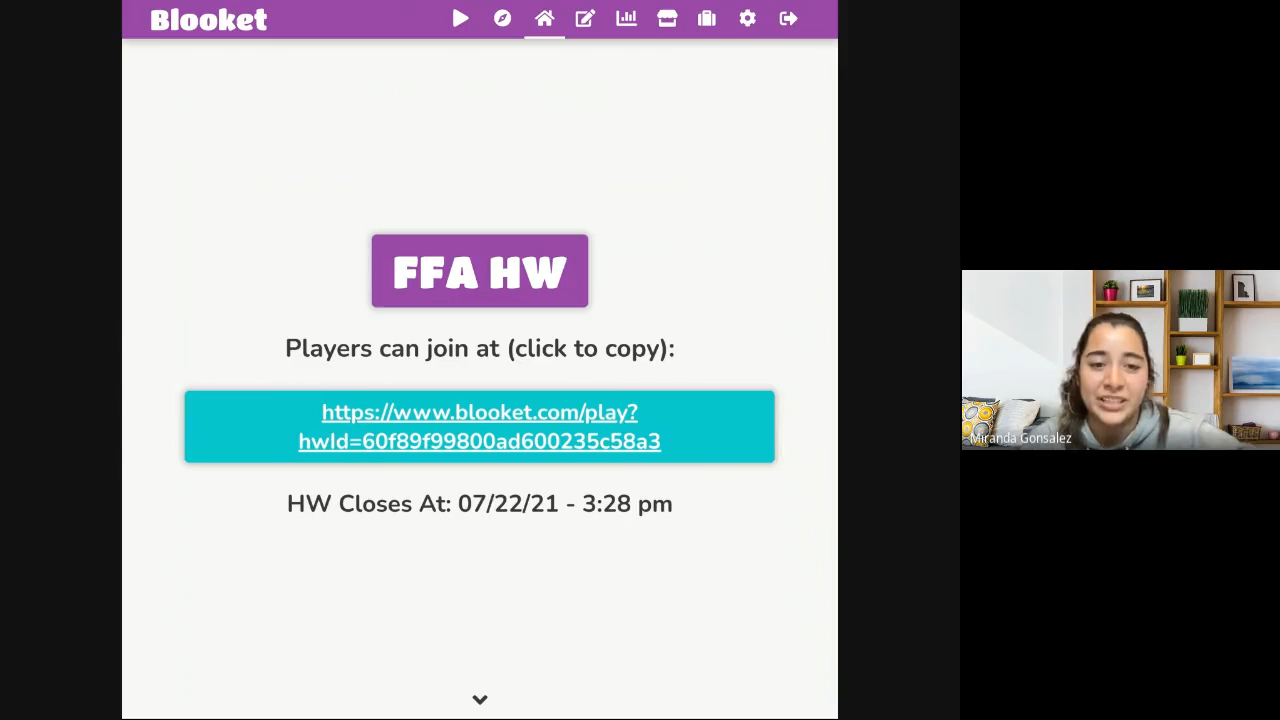 Blooket
FFA HW
Players can join at (click to copy):
https://www.blooket.com/play?
hwId=60f89f99800ad600235c58a3
HW Closes At: 07/22/21 - 3:28 pm
Miranda Gonsalez